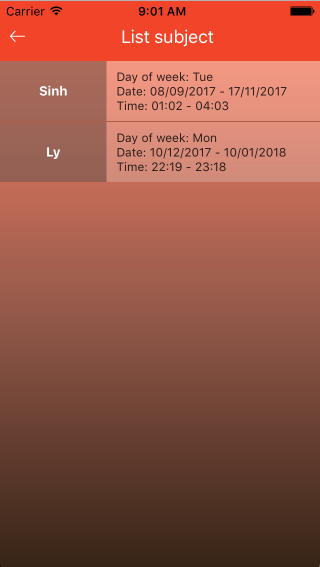 Carrier 9:01 AM
List subject
Sinh
Day of week: Tue
Date: 08/09/2017 - 17/11/2017
Time: 01:02 - 04:03
Ly
Day of week: Mon
Date: 10/12/2017 - 10/01/2018
Time: 22:19 - 23:18